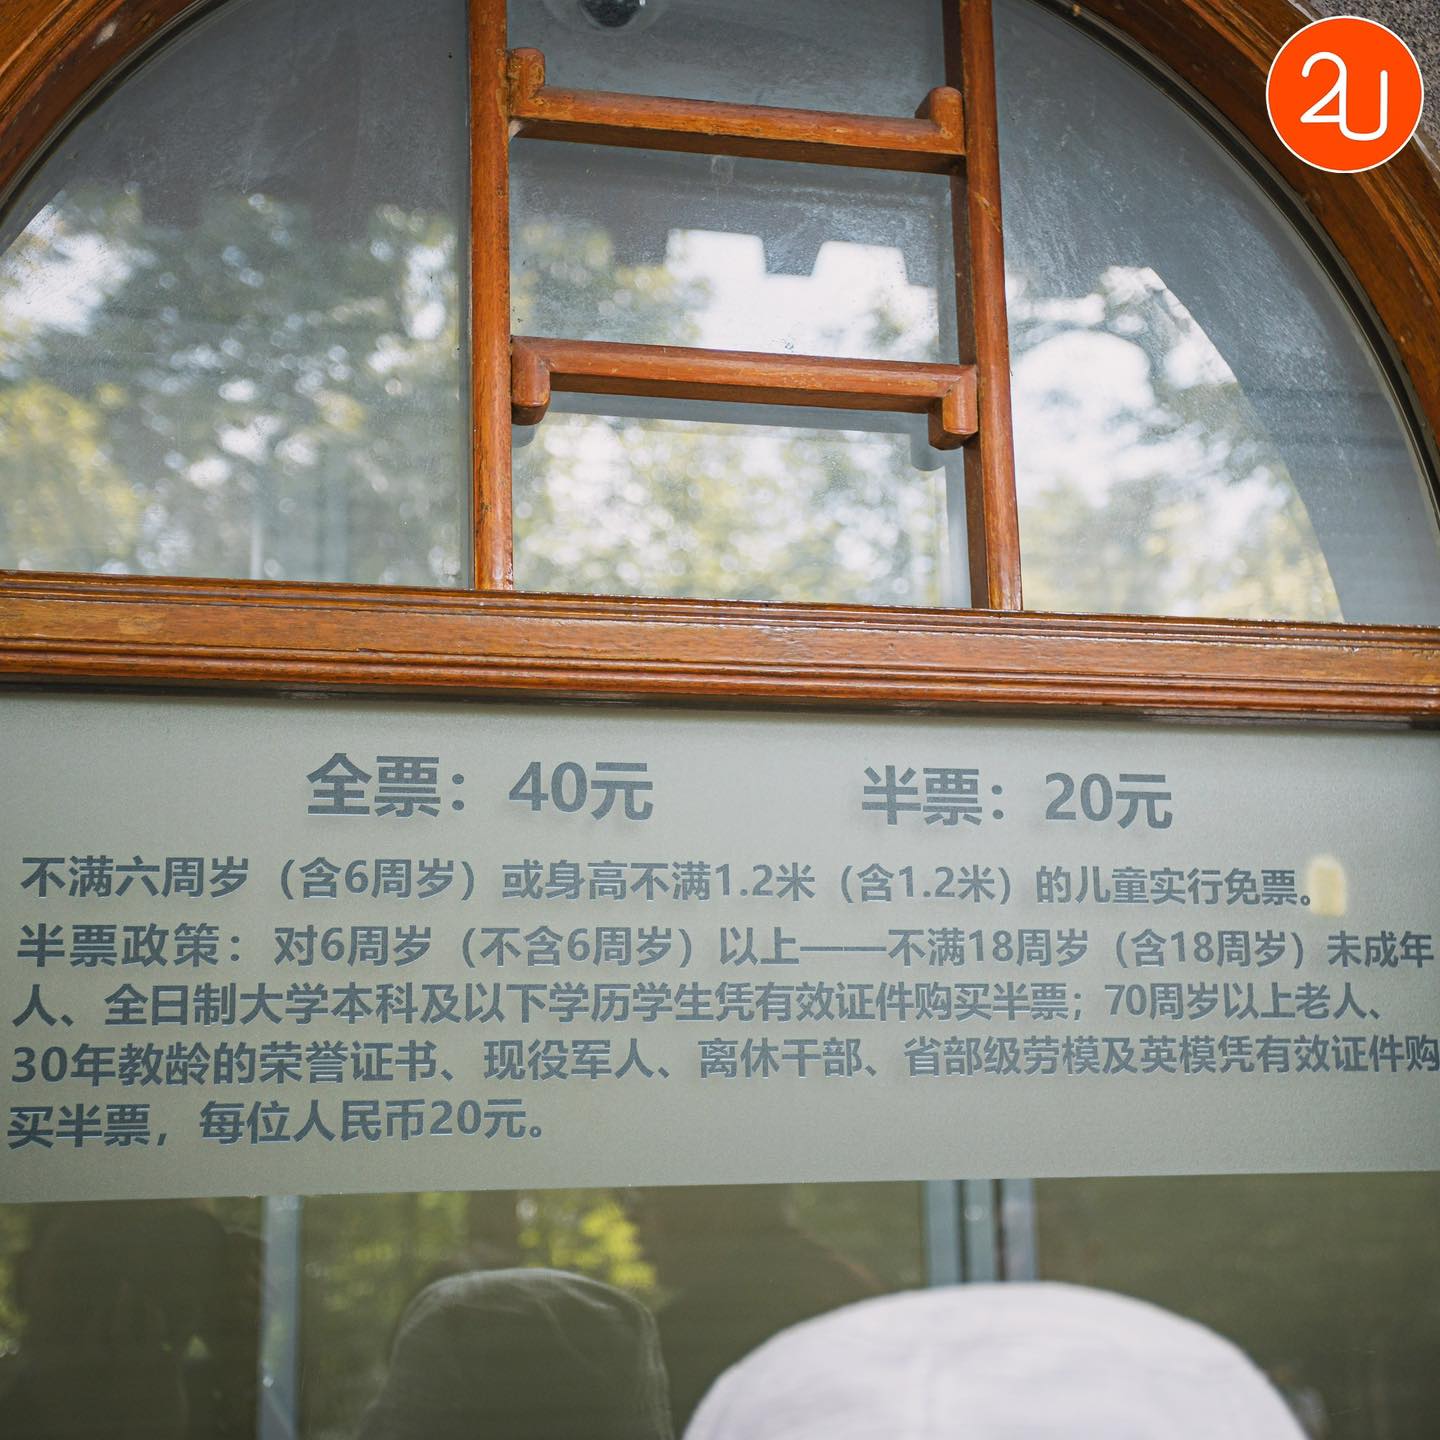 2U
全票：40元 半票：20元
不满六周岁（含6周岁）或身高不满1.2米（含1.2米）的儿童实行免票。
半票政策：对6周岁（不含6周岁）以上——不满18周岁（含18周岁）未成年
人、全日制大学本科及以下学历学生凭有效证件购买半票；70周岁以上老人、
30年教龄的荣誉证书、现役军人、离休干部、省部级劳模及英模凭有效证件购
买半票，每位人民币20元。